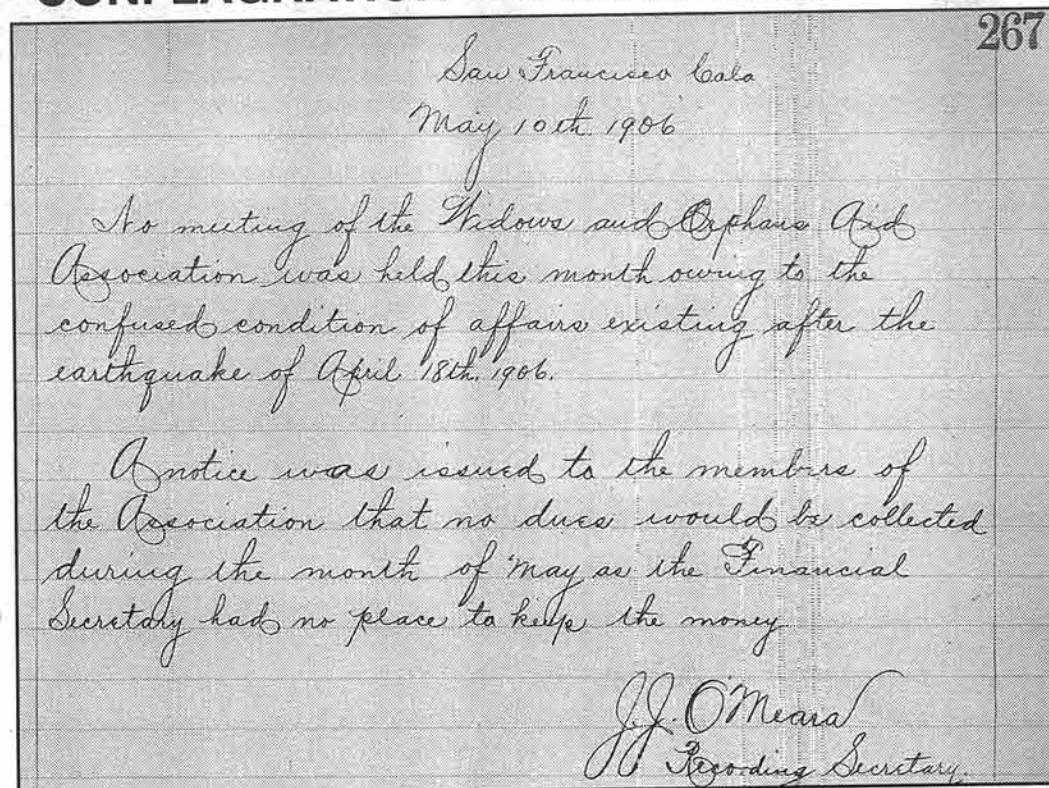 267
San Francisco Cala
May 10th 1906
No meeting of the Widows and Orphans Aid
Association was held this month owing to the
confused condition of affairs existing after the
earthquake of April 18th, 1906.
A notice was issued to the members of
the Association that no dues would be collected
during the month of May as the Financial
Secretary had no place to keep the money
J.J. O'Meara
Recording Secretary.